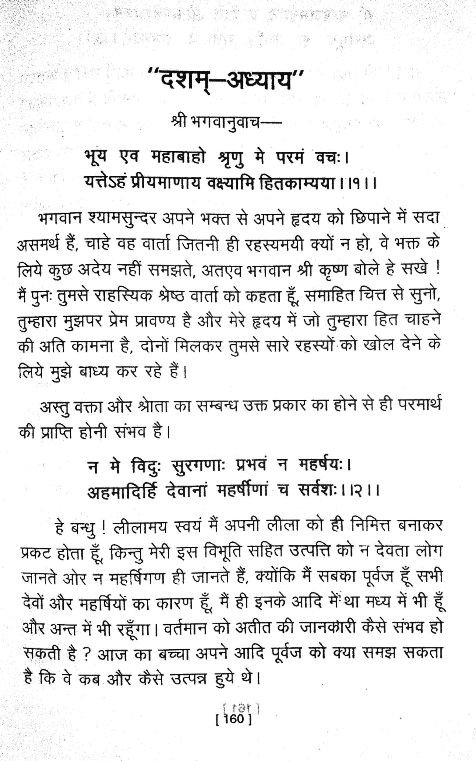 "दशम्–अध्याय"
श्री भगवानुवाच––
भूय एव महाबाहो श्रृणु मे परमं वचः।
यत्तेऽहं प्रीयमाणाय वक्ष्यामि हितकाम्यया।।१।।
भगवान श्यामसुन्दर अपने भक्त से अपने हृदय को छिपाने में सदा
असमर्थ हैं, चाहे वह वार्ता जितनी ही रहस्यमयी क्यों न हो, वे भक्त के
लिये कुछ अदेय नहीं समझते, अतएव भगवान श्री कृष्ण बोले हे सखे !
मैं पुनः तुमसे राहस्यिक श्रेष्ठ वार्ता को कहता हूँ, समाहित चित्त से सुनो,
तुम्हारा मुझपर प्रेम प्रावण्य है और मेरे हृदय में जो तुम्हारा हित चाहने
की अति कामना है, दोनों मिलकर तुमसे सारे रहस्यों को खोल देने के
लिये मुझे बाध्य कर रहे हैं।
अस्तु वक्ता और श्रोता का सम्बन्ध उक्त प्रकार का होने से ही परमार्थ
की प्राप्ति होनी संभव है।
न मे विदुः सुरगणाः प्रभवं न महर्षयः।
अहमादिर्हि देवानां महर्षीणां च सर्वशः।।२।।
हे बन्धु ! लीलामय स्वयं मैं अपनी लीला को ही निमित्त बनाकर
प्रकट होता हूँ, किन्तु मेरी इस विभूति सहित उत्पत्ति को न देवता लोग
जानते ओर न महर्षिगण ही जानते हैं, क्योंकि मैं सबका पूर्वज हूँ सभी
देवों और महर्षियों का कारण हूँ, मैं ही इनके आदि में था मध्य में भी हूँ
और अन्त में भी रहूँगा। वर्तमान को अतीत की जानकारी कैसे संभव हो
सकती है ? आज का बच्चा अपने आदि पूर्वज को क्या समझ सकता
है कि वे कब और कैसे उत्पन्न हुये थे।
[ 160 ]